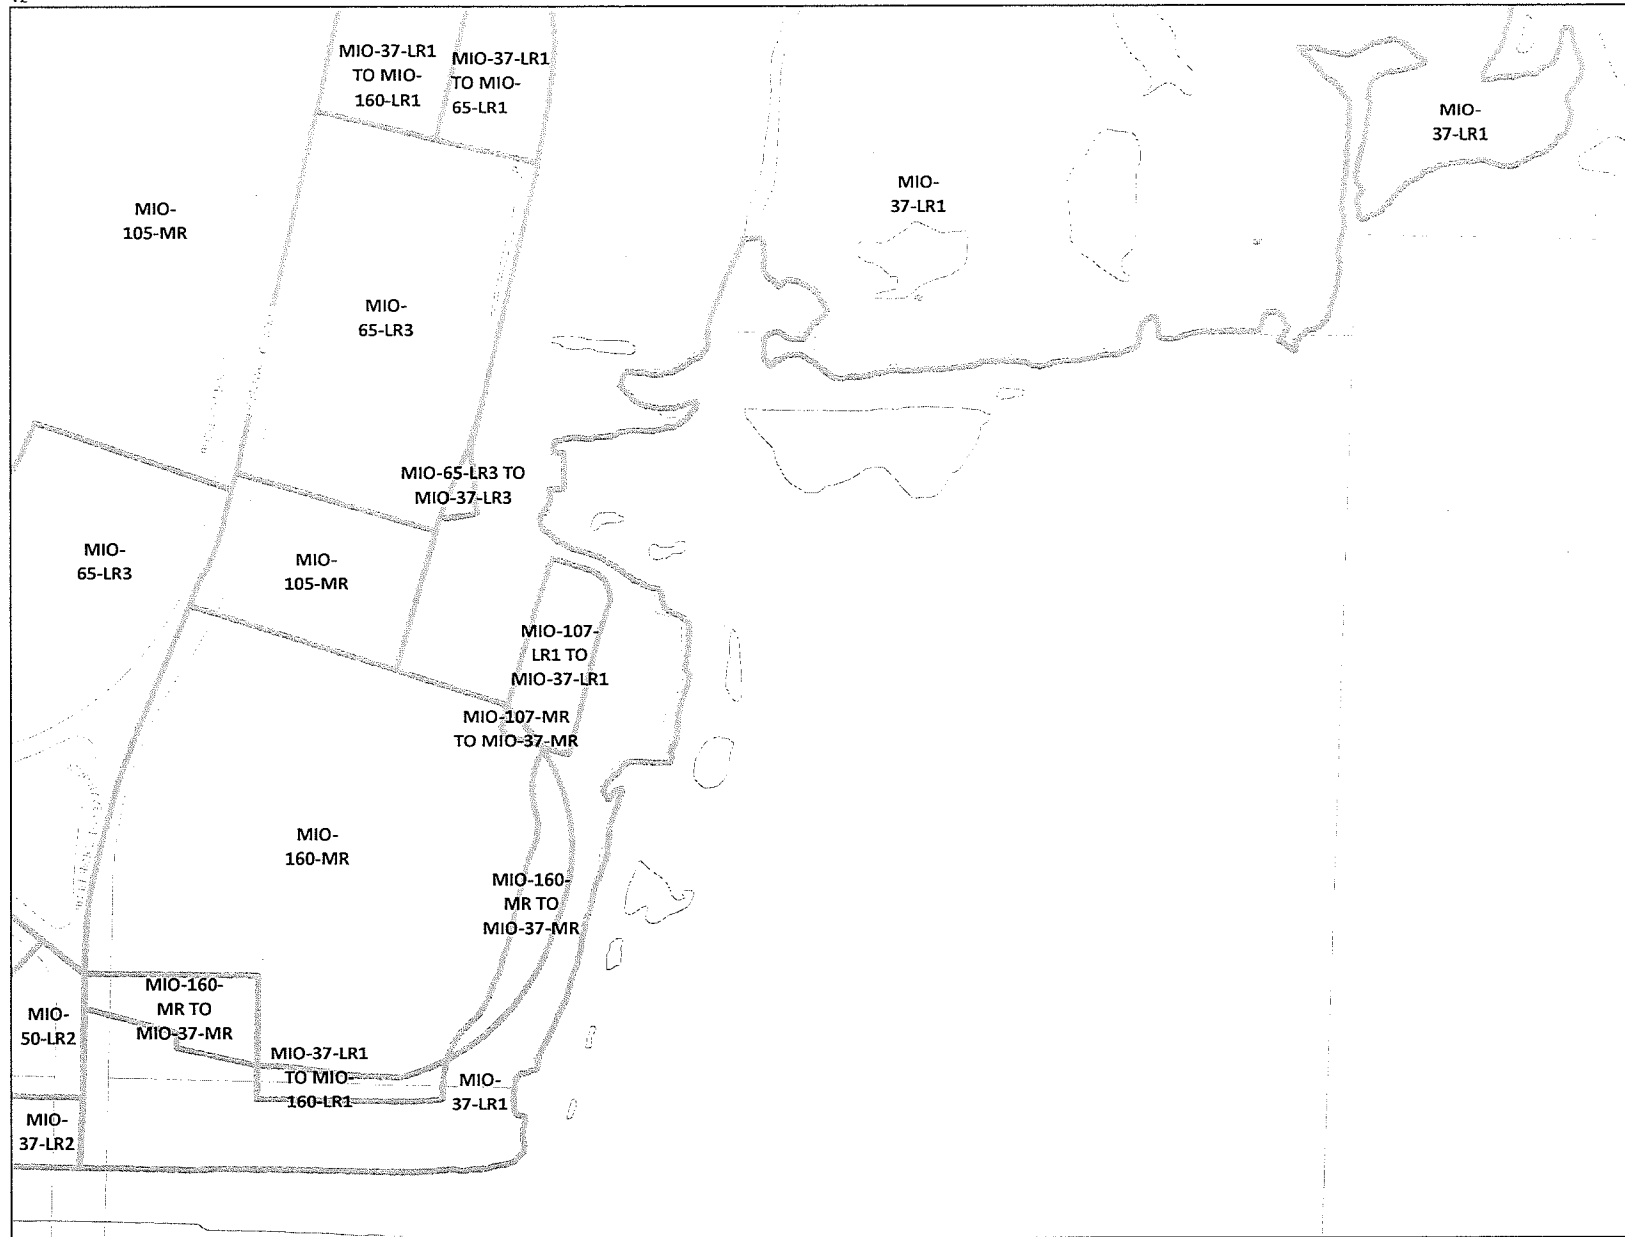 MIO-37-LR1
TO MIO-
160-LR1
MIO-37-LR1
TO MIO-
65-LR1
MIO-
37-LR1
MIO-
37-LR1
MIO-
105-MR
MIO-
65-LR3
MIO-65-LR3 TO
MIO-37-LR3
MIO-
65-LR3
MIO-
105-MR
MIO-107-
LR1 TO
MIO-37-LR1
MIO-107-MR
TO MIO-37-MR
MIO-
160-MR
MIO-160-
MR TO
MIO-37-MR
MIO-160-
MR TO
MIO-37-MR
MIO-
50-LR2
MIO-37-LR1
TO MIO-
160-LR1
MIO-
37-LR1
MIO-
37-LR2